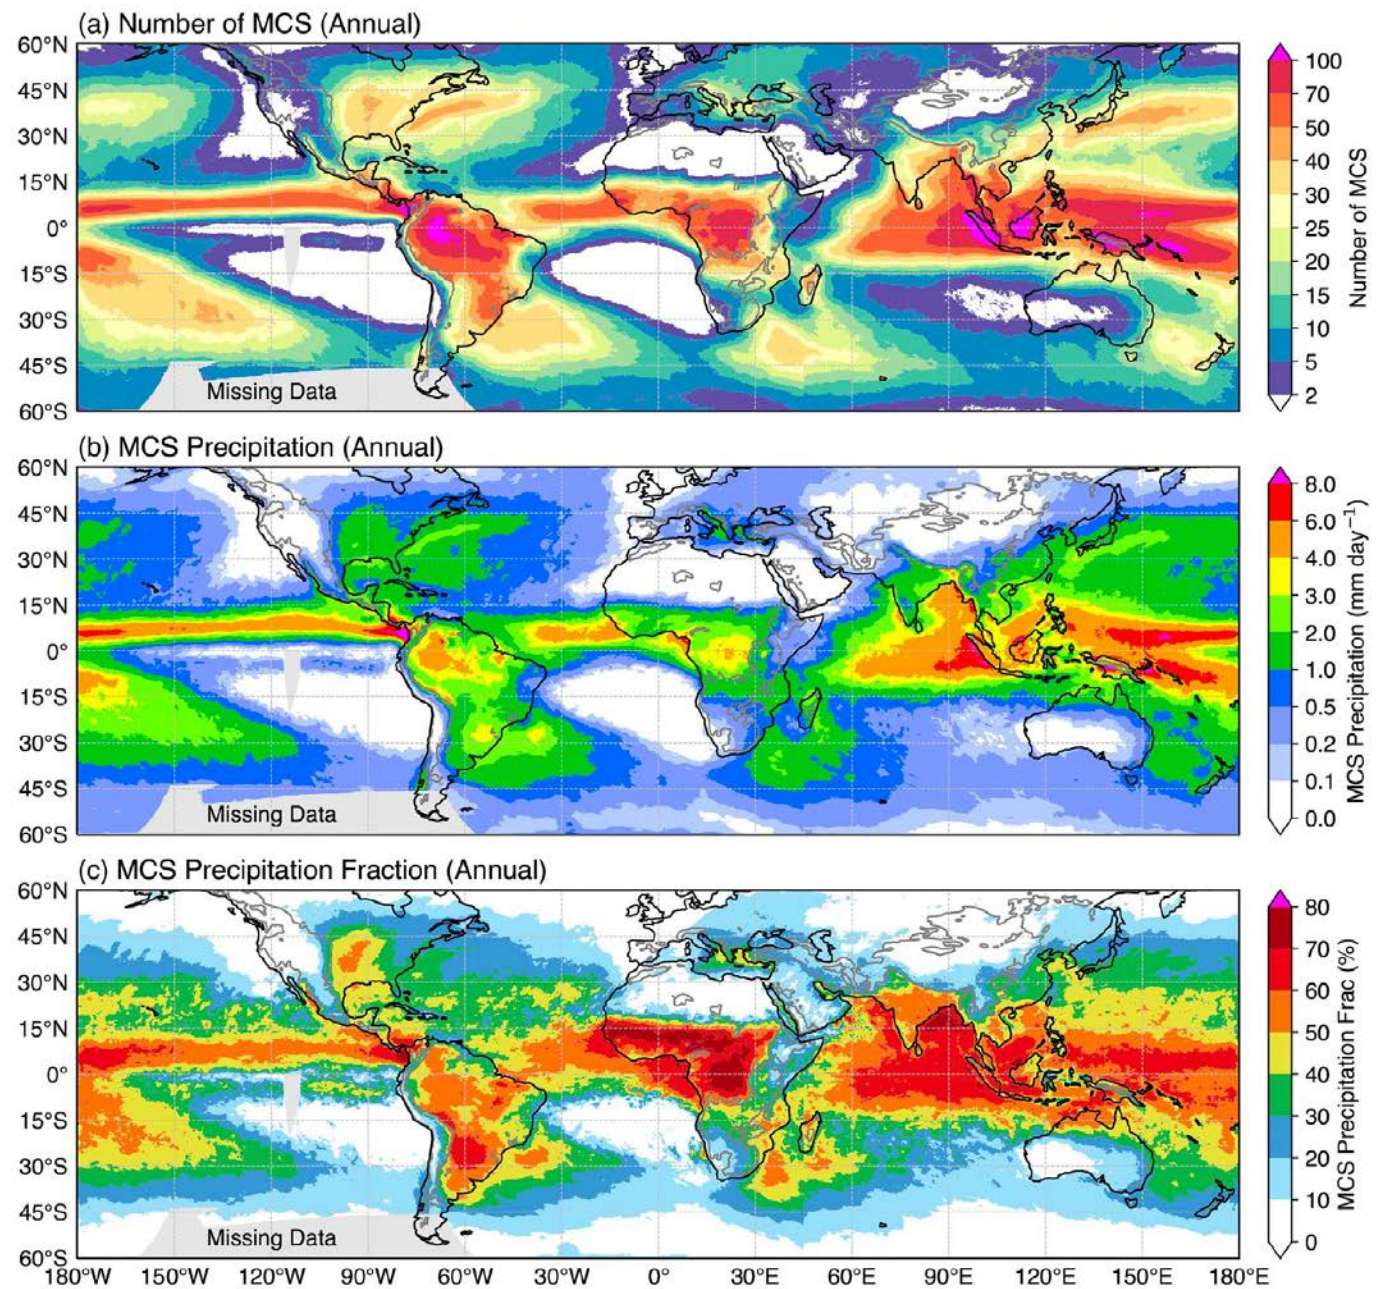 (a) Number of MCS (Annual)
60°N
45°N
30°N
15°N
0°
15°S
30°S
45°S
60°S
Missing Data
100
70
50
40
30
25
20
15
10
5
2
Number of MCS
(b) MCS Precipitation (Annual)
60°N
45°N
30°N
15°N
0°
15°S
30°S
45°S
60°S
Missing Data
8.0
6.0
4.0
3.0
2.0
1.0
0.5
0.2
0.1
0.0
MCS Precipitation (mm day⁻¹)
(c) MCS Precipitation Fraction (Annual)
60°N
45°N
30°N
15°N
0°
15°S
30°S
45°S
60°S
Missing Data
80
70
60
50
40
30
20
10
0
MCS Precipitation Frac (%)
180°W 150°W 120°W 90°W 60°W 30°W 0° 30°E 60°E 90°E 120°E 150°E 180°E